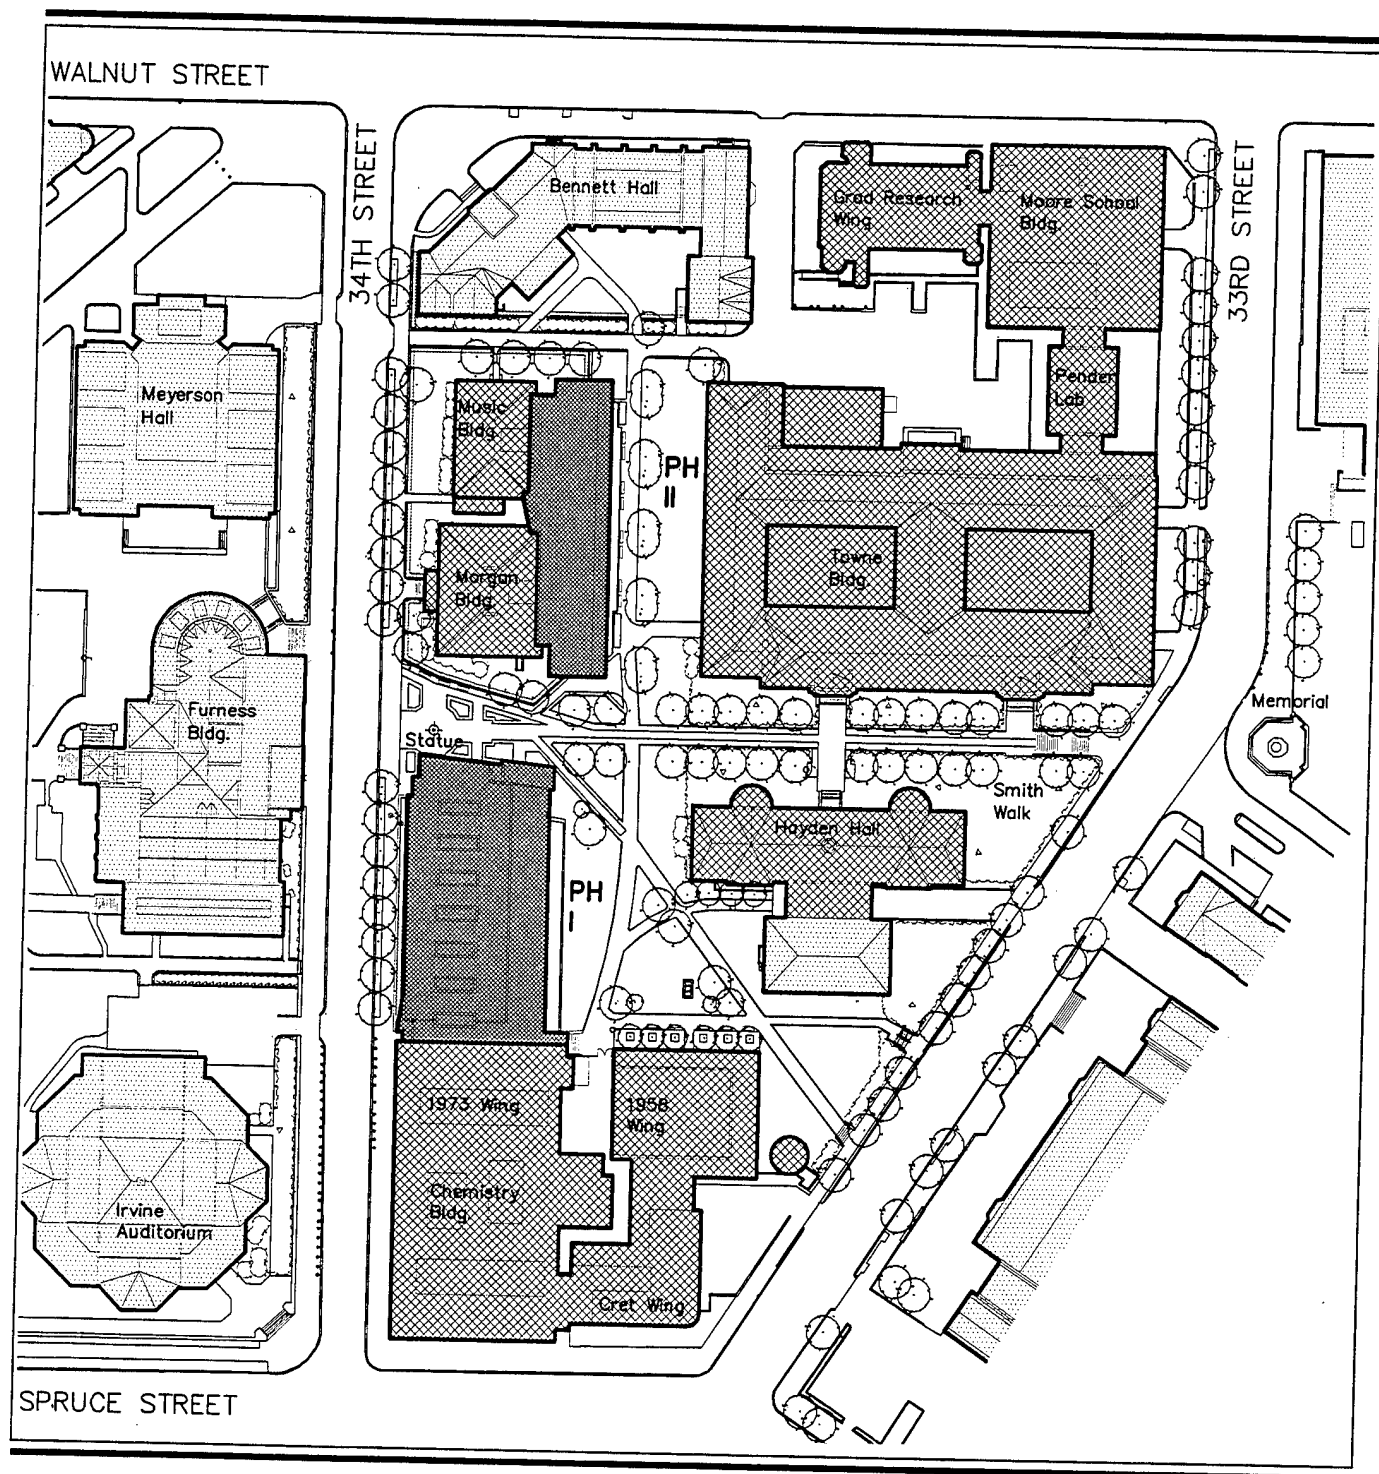 WALNUT STREET
34TH STREET
33RD STREET
Bennett Hall
Grad Research
Wing
Moore School
Bldg.
Meyerson
Hall
Music
Bldg.
Pender
Lab
PH
II
Morgan
Bldg.
Towne
Bldg.
Furness
Bldg.
Statue
Memorial
Smith
Walk
Hayden Hall
PH
I
1973 Wing
1958
Wing
Chemistry
Bldg
Irvine
Auditorium
Cret Wing
SPRUCE STREET